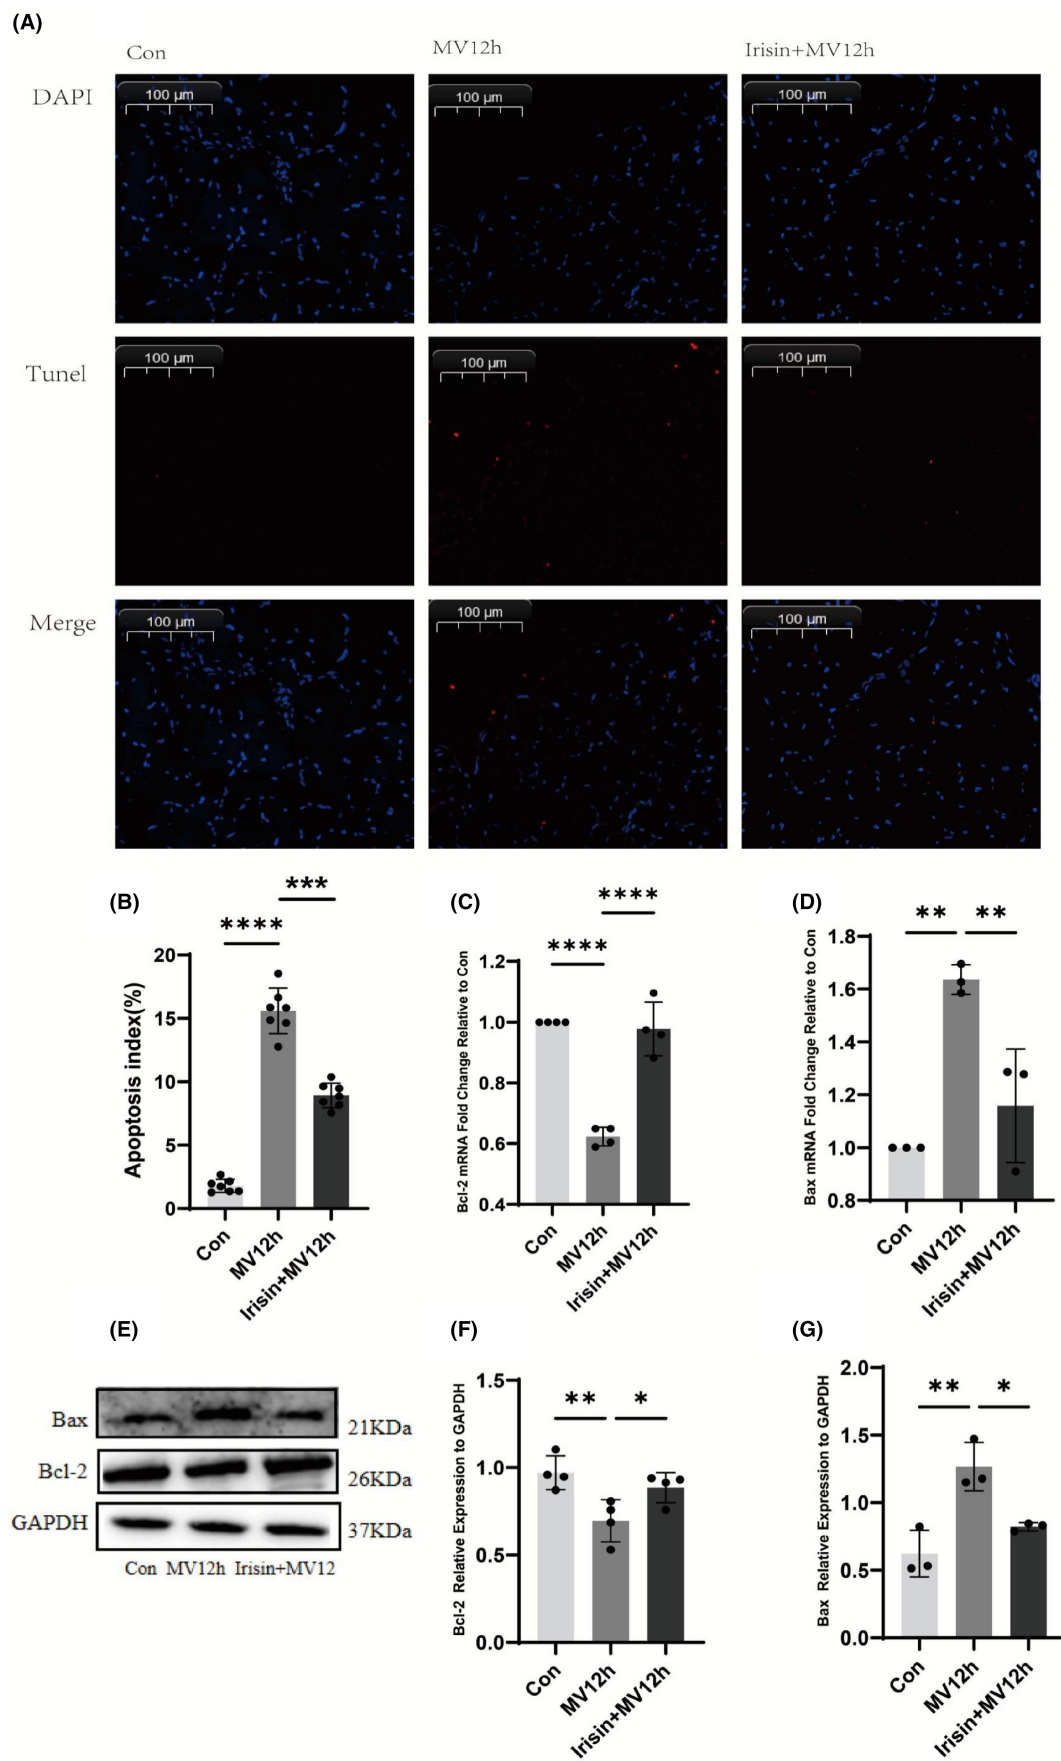 (A)
Con MV12h Irisin+MV12h
DAPI
100 µm 100 µm 100 µm
Tunel
100 µm 100 µm 100 µm
Merge
100 µm 100 µm 100 µm
(B)
*** 
****
Apoptosis index(%)
20
15
10
5
0
Con
MV12h
Irisin+MV12h
(C)
****
****
Bcl-2 mRNA Fold Change Relative to Con
1.2
1.0
0.8
0.6
0.4
Con
MV12h
Irisin+MV12h
(D)
** **
Bax mRNA Fold Change Relative to Con
1.8
1.6
1.4
1.2
1.0
0.8
Con
MV12h
Irisin+MV12h
(E)
Bax 21KDa
Bcl-2 26KDa
GAPDH 37KDa
Con MV12h Irisin+MV12
(F)
** *
Bcl-2 Relative Expression to GAPDH
1.5
1.0
0.5
0.0
Con
MV12h
Irisin+MV12h
(G)
** *
Bax Relative Expression to GAPDH
2.0
1.5
1.0
0.5
0.0
Con
MV12h
Irisin+MV12h